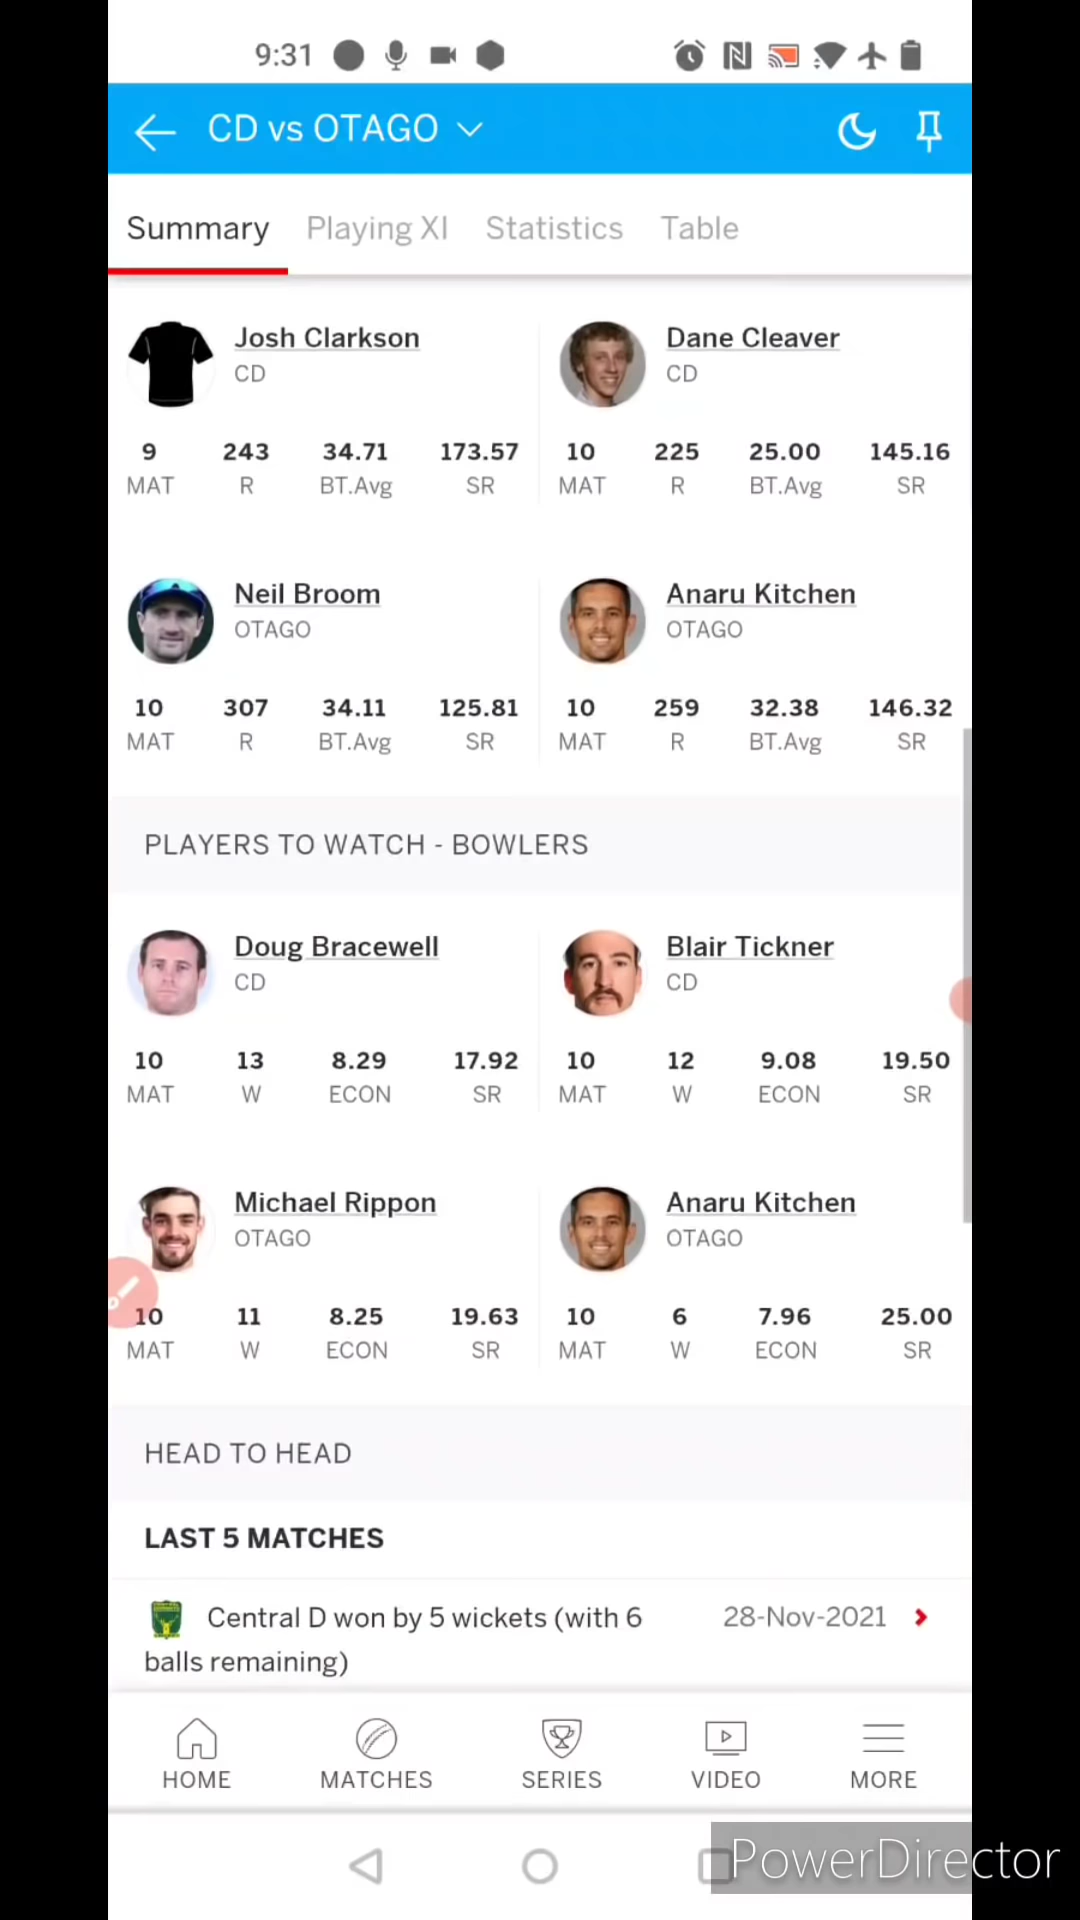 9:31
CD vs OTAGO
Summary Playing XI Statistics Table
Josh Clarkson
CD
9 243 34.71 173.57
MAT R BT.Avg SR
Dane Cleaver
CD
10 225 25.00 145.16
MAT R BT.Avg SR
Neil Broom
OTAGO
10 307 34.11 125.81
MAT R BT.Avg SR
Anaru Kitchen
OTAGO
10 259 32.38 146.32
MAT R BT.Avg SR
PLAYERS TO WATCH - BOWLERS
Doug Bracewell
CD
10 13 8.29 17.92
MAT W ECON SR
Blair Tickner
CD
10 12 9.08 19.50
MAT W ECON SR
Michael Rippon
OTAGO
10 11 8.25 19.63
MAT W ECON SR
Anaru Kitchen
OTAGO
10 6 7.96 25.00
MAT W ECON SR
HEAD TO HEAD
LAST 5 MATCHES
Central D won by 5 wickets (with 6 28-Nov-2021
balls remaining)
HOME MATCHES SERIES VIDEO MORE
PowerDirector